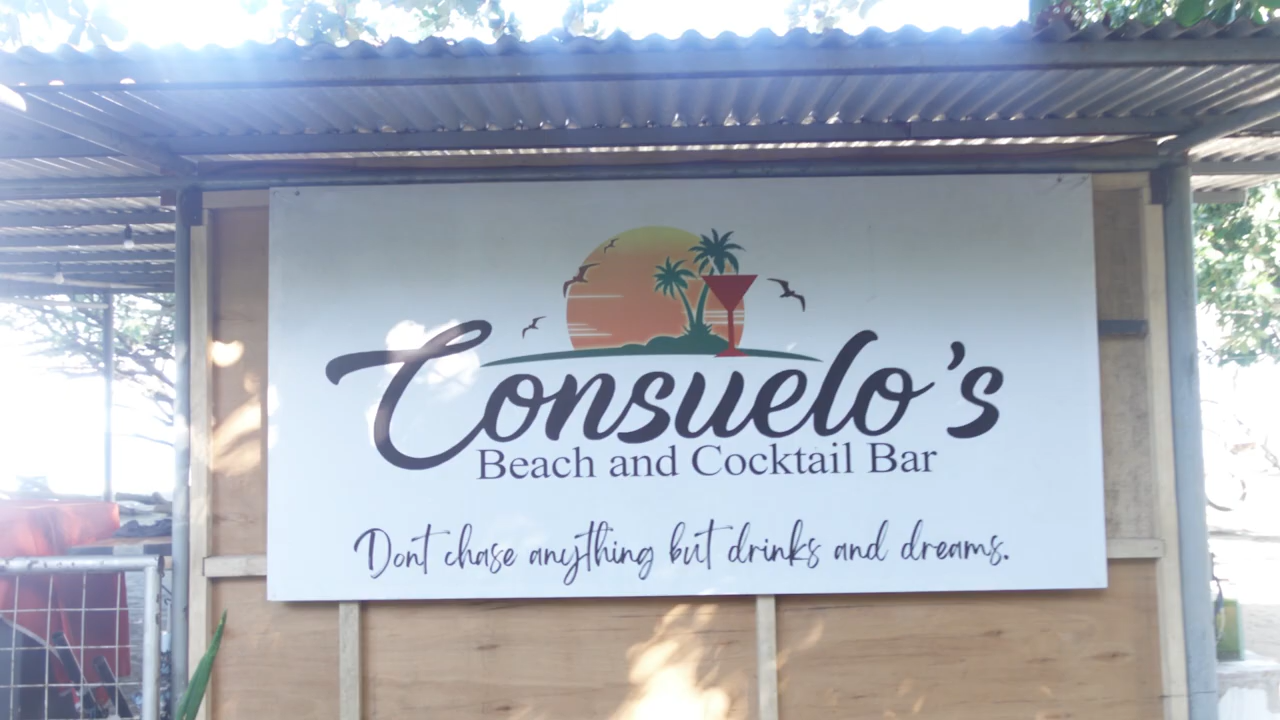 Consuelo's
Beach and Cocktail Bar
Dont chase anything but drinks and dreams.